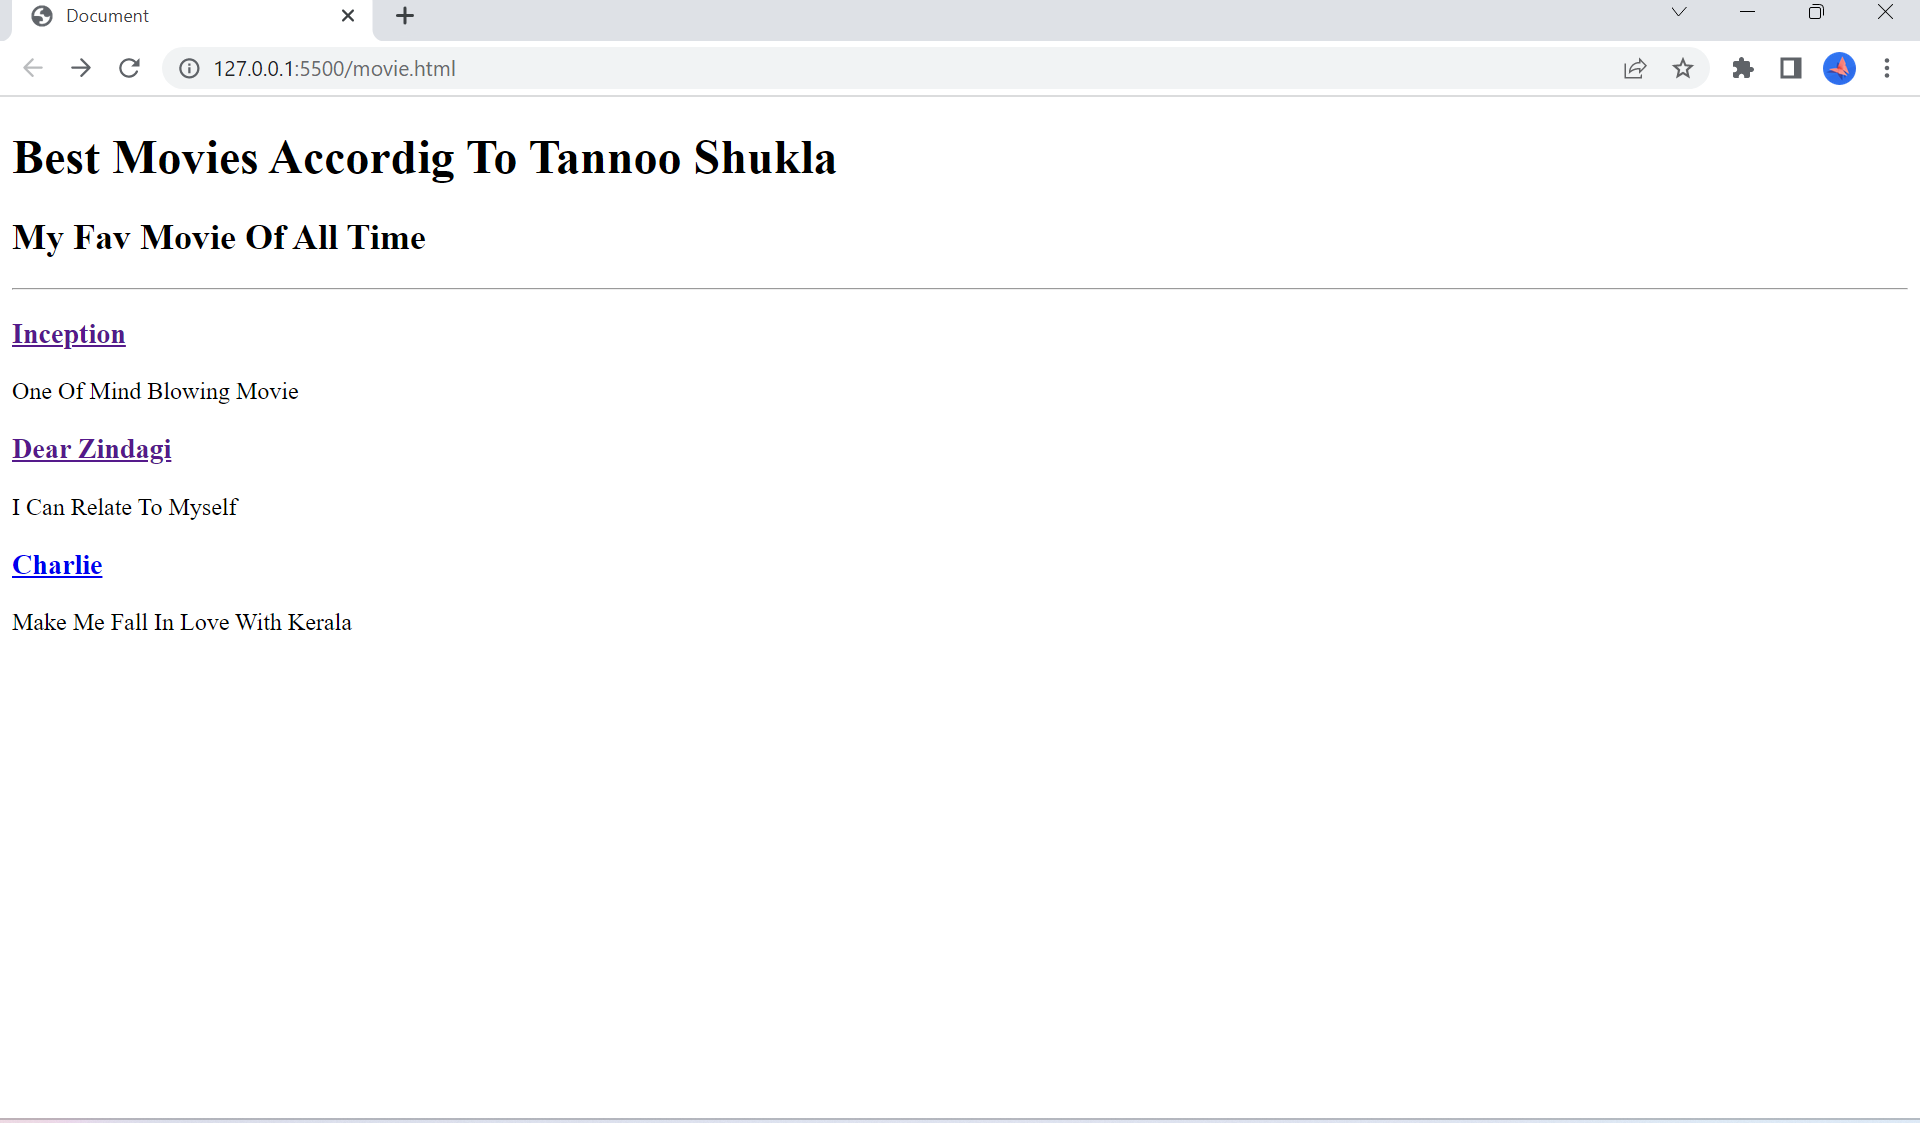 Document
127.0.0.1:5500/movie.html
Best Movies Accordig To Tannoo Shukla
My Fav Movie Of All Time
Inception
One Of Mind Blowing Movie
Dear Zindagi
I Can Relate To Myself
Charlie
Make Me Fall In Love With Kerala